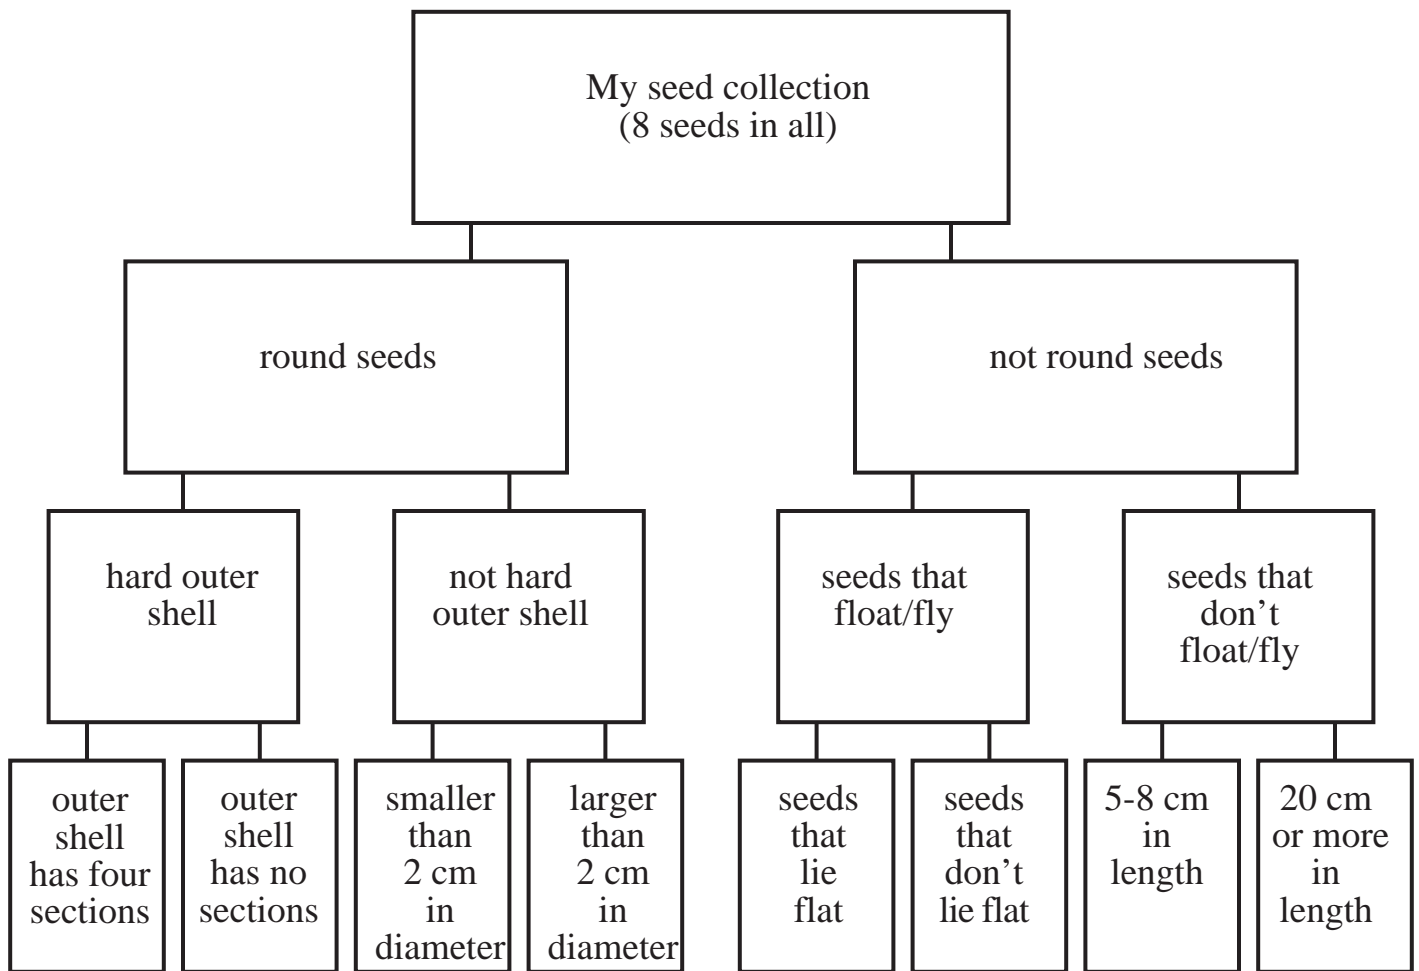 My seed collection
(8 seeds in all)
round seeds
not round seeds
hard outer
shell
not hard
outer shell
seeds that
float/fly
seeds that
don’t
float/fly
outer
shell
has four
sections
outer
shell
has no
sections
smaller
than
2 cm
in
diameter
larger
than
2 cm
in
diameter
seeds
that
lie
flat
seeds
that
don’t
lie flat
5-8 cm
in
length
20 cm
or more
in
length